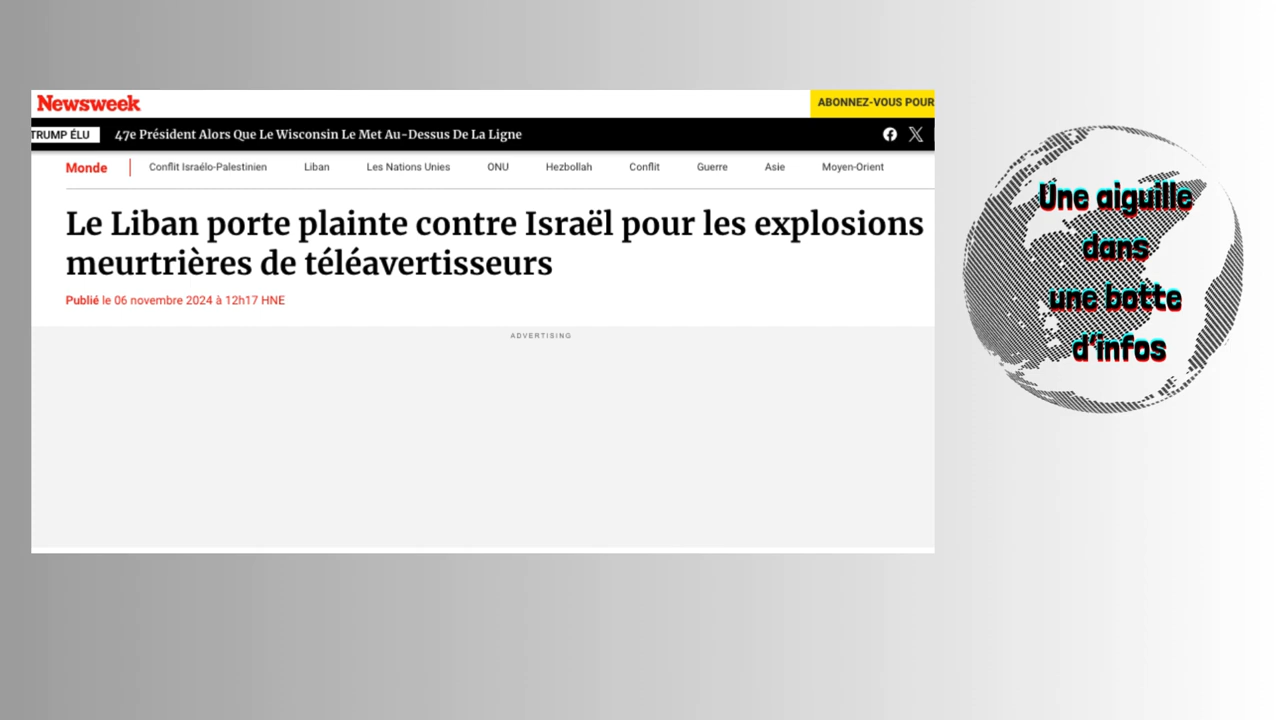 Newsweek
ABONNEZ-VOUS POUR
TRUMP ÉLU
47e Président Alors Que Le Wisconsin Le Met Au-Dessus De La Ligne
Monde
Conflit Israélo-Palestinien
Liban
Les Nations Unies
ONU
Hezbollah
Conflit
Guerre
Asie
Moyen-Orient
Le Liban porte plainte contre Israël pour les explosions
meurtrières de téléavertisseurs
Publié le 06 novembre 2024 à 12h17 HNE
ADVERTISING
Une aiguille
dans
une botte
d'infos